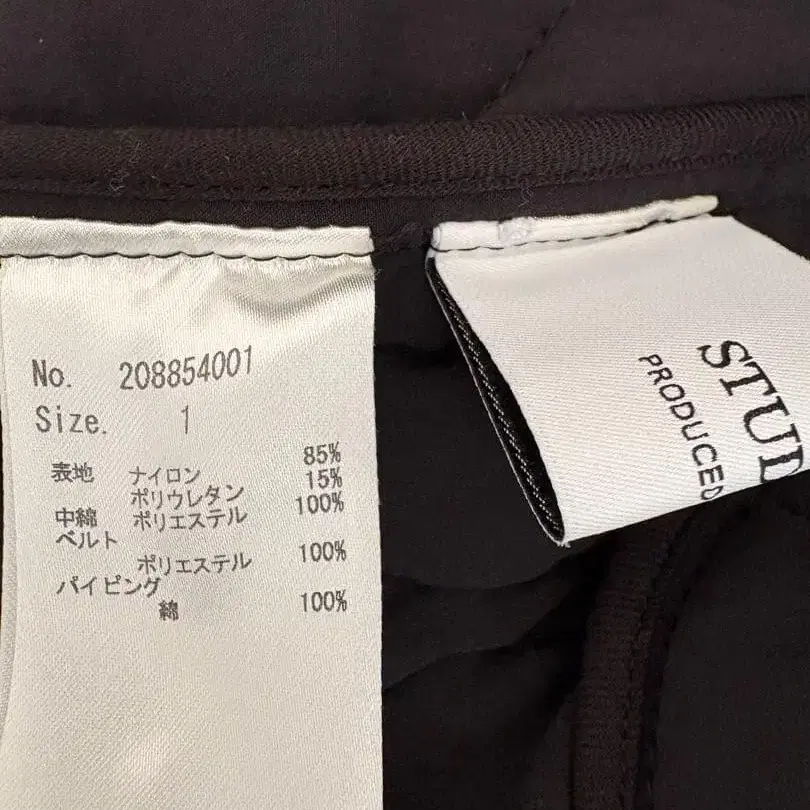 No. 208854001
Size. 1
表地 ナイロン 85%
ポリウレタン 15%
中綿 ポリエステル 100%
ベルト
ポリエステル 100%
パイピング
綿 100%
STUD
PRODUCED